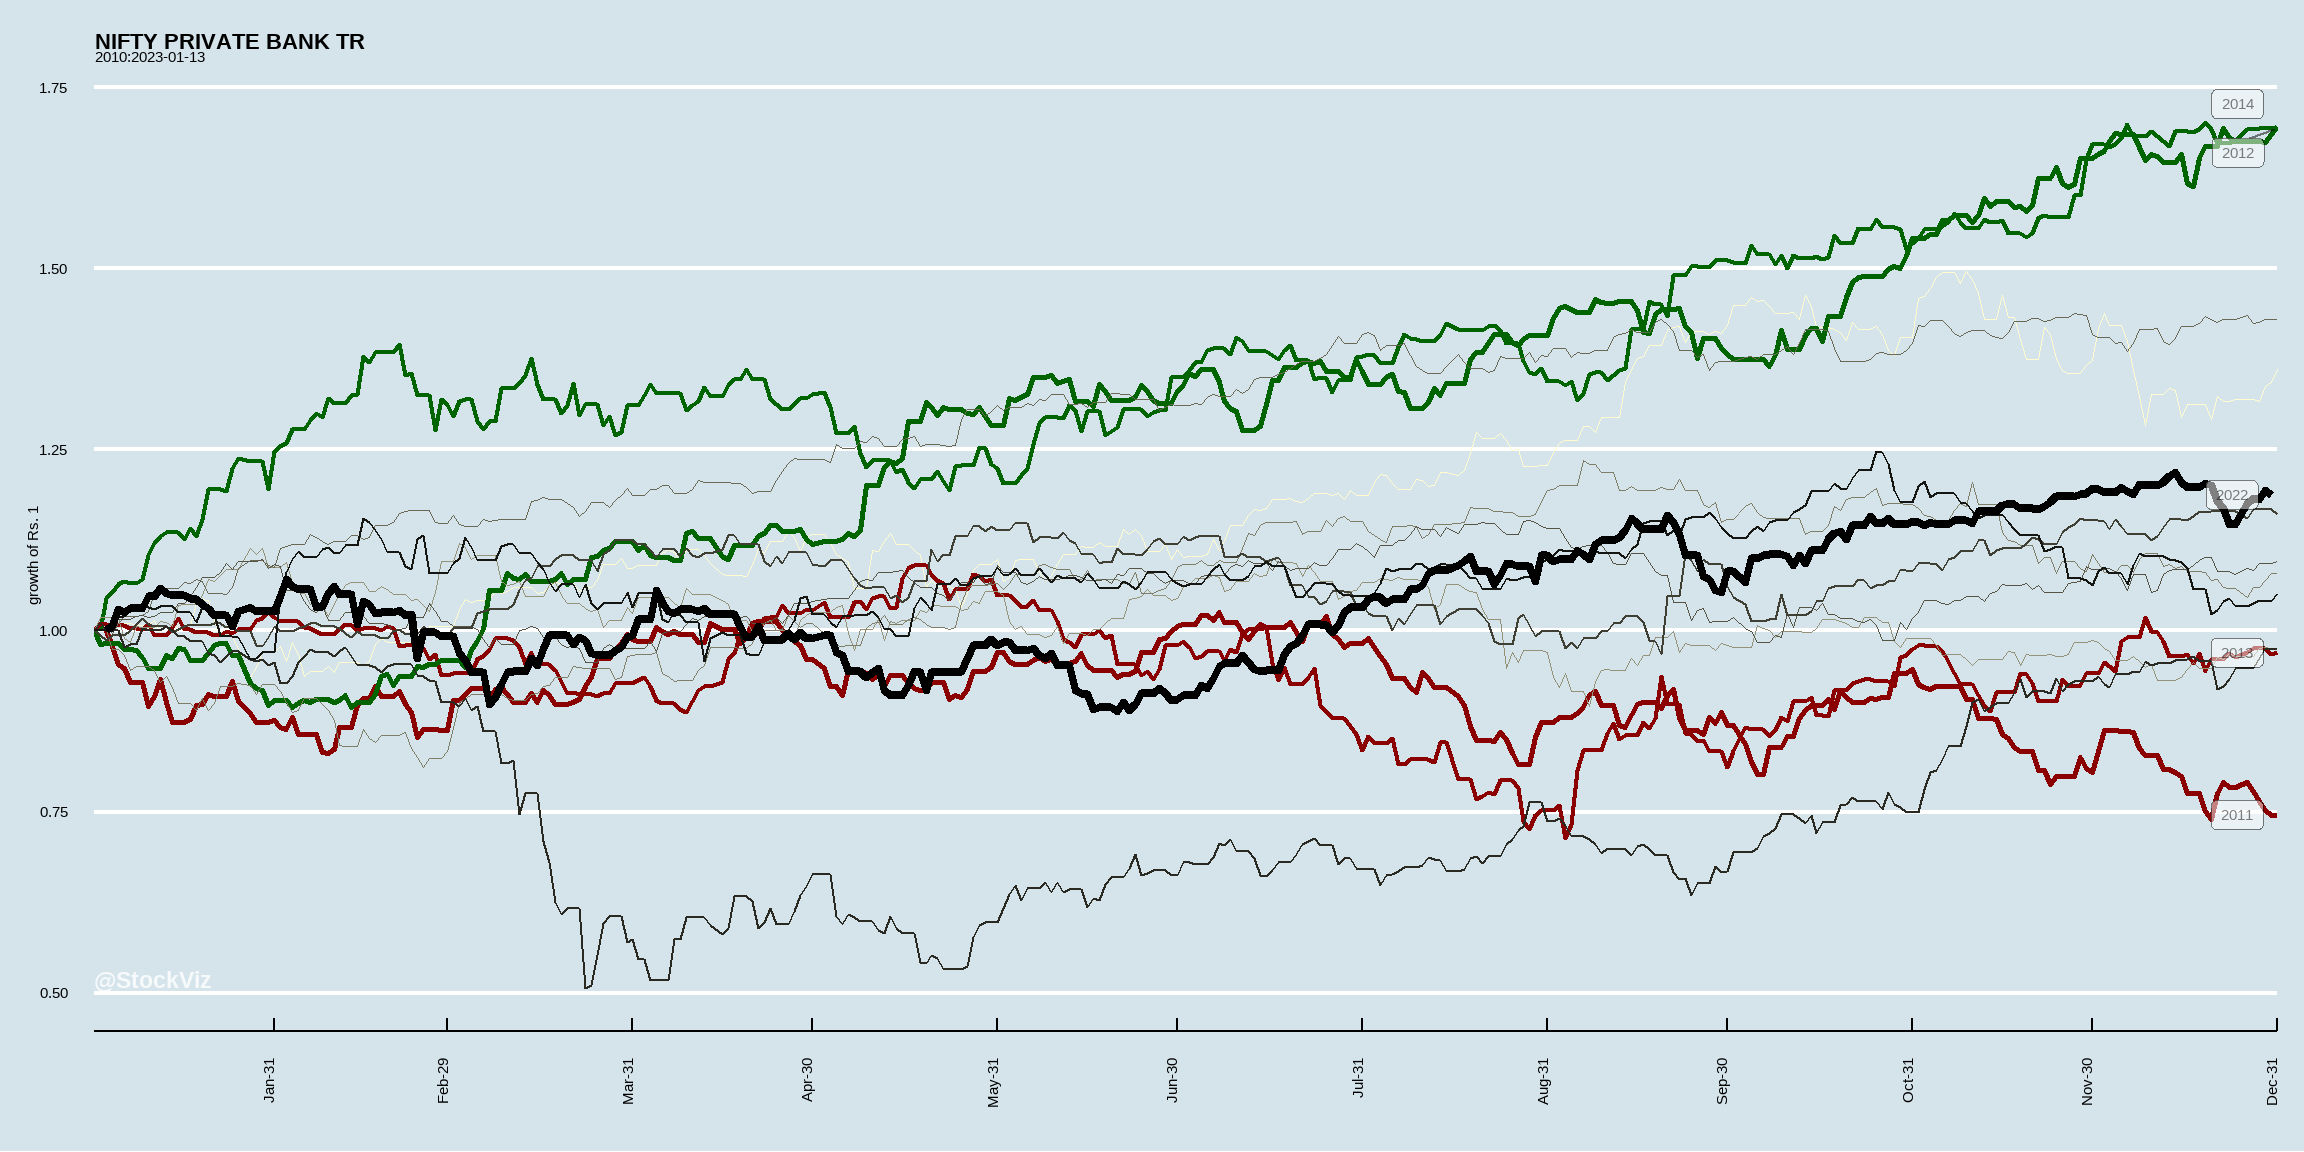 NIFTY PRIVATE BANK TR
2010:2023-01-13
growth of Rs. 1
1.75
1.50
1.25
1.00
0.75
0.50
2014
2012
2022
2013
2011
@StockViz
Jan-31
Feb-29
Mar-31
Apr-30
May-31
Jun-30
Jul-31
Aug-31
Sep-30
Oct-31
Nov-30
Dec-31